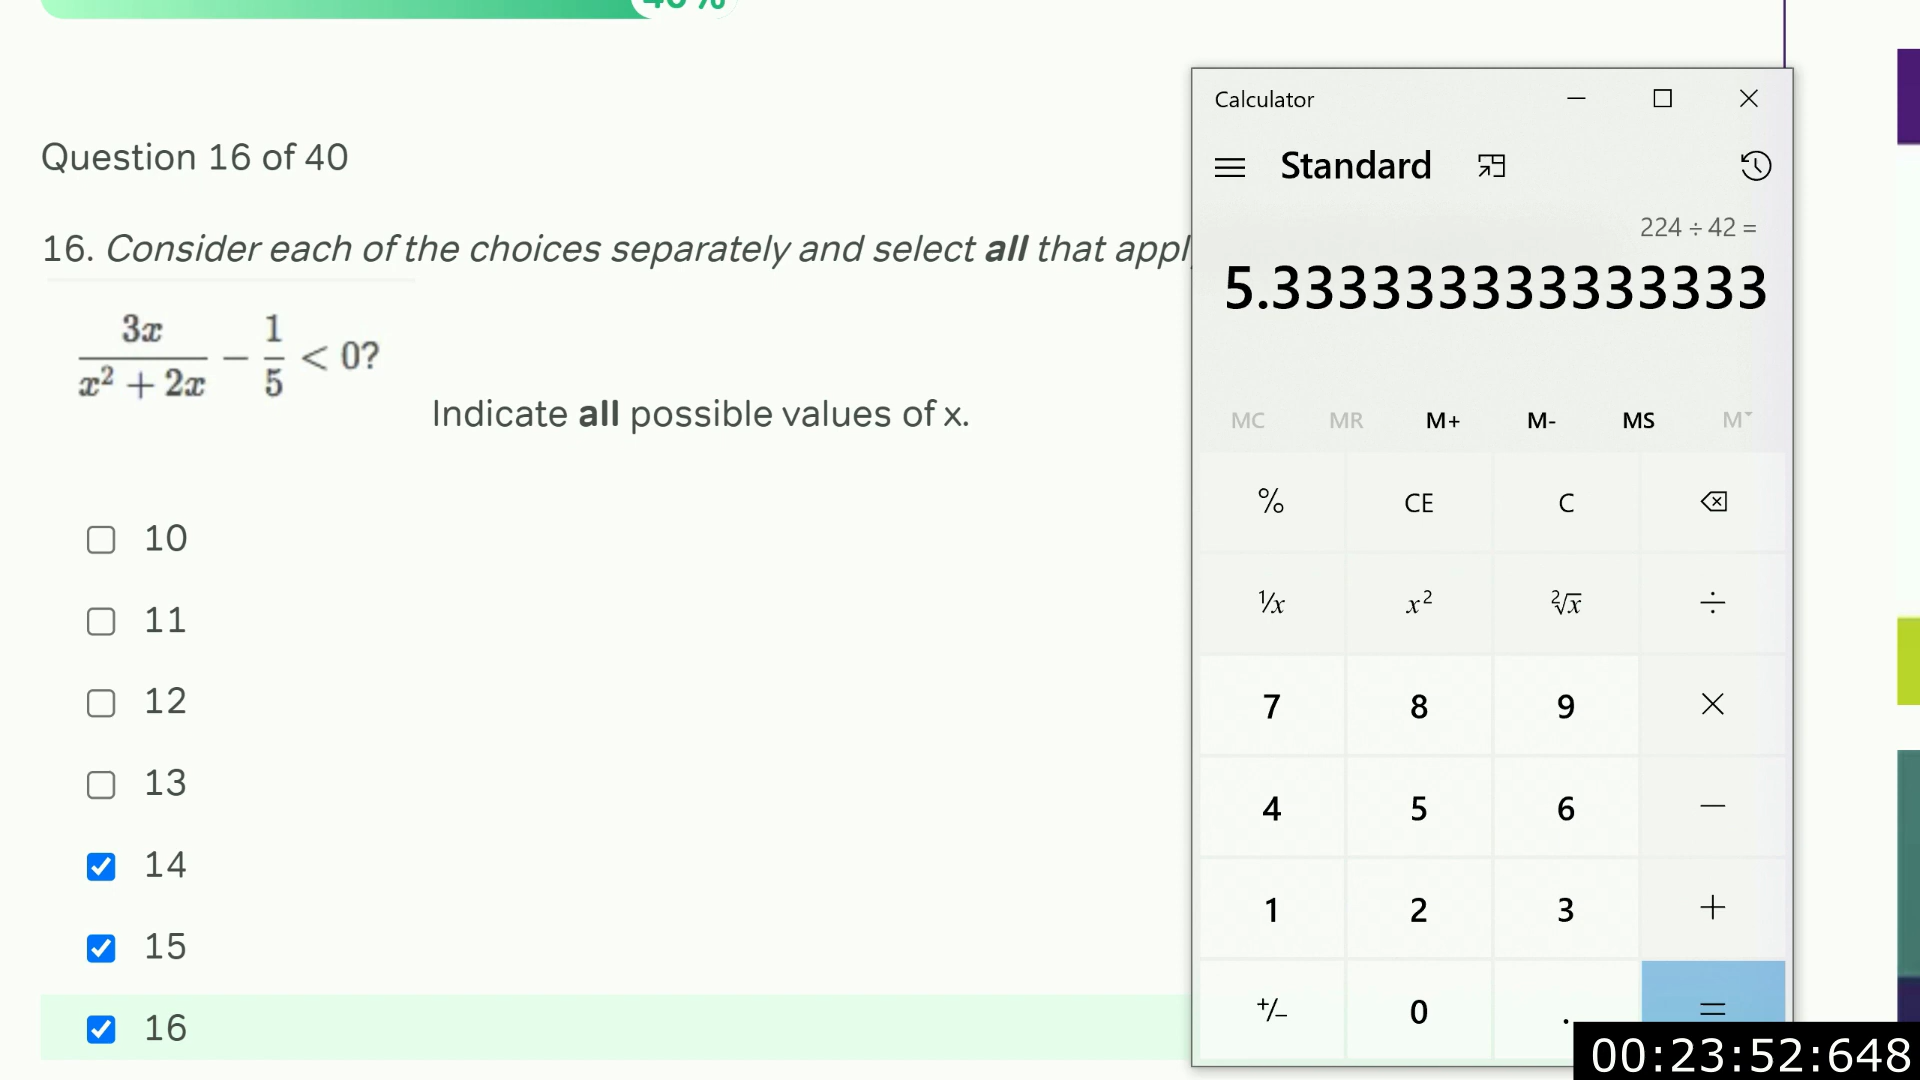 40%
Question 16 of 40
16. Consider each of the choices separately and select all that appl
3x / x² + 2x − 1/5 < 0?
Indicate all possible values of x.
10
11
12
13
14
15
16
Calculator
Standard
224 ÷ 42 =
5.333333333333333
MC MR M+ M- MS M˅
% CE C
¹/x x² ²√x ÷
7 8 9 ×
4 5 6 −
1 2 3 +
+/− 0 . =
00:23:52:648